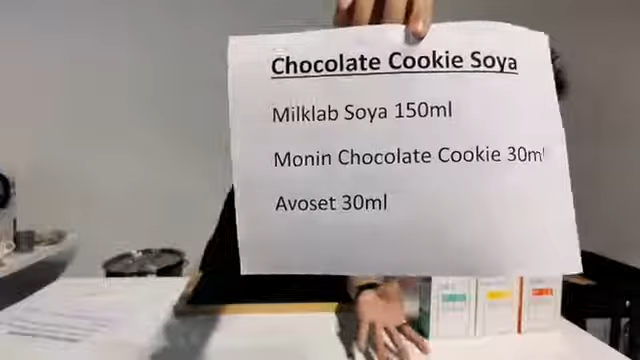 Chocolate Cookie Soya
Milklab Soya 150ml
Monin Chocolate Cookie 30ml
Avoset 30ml